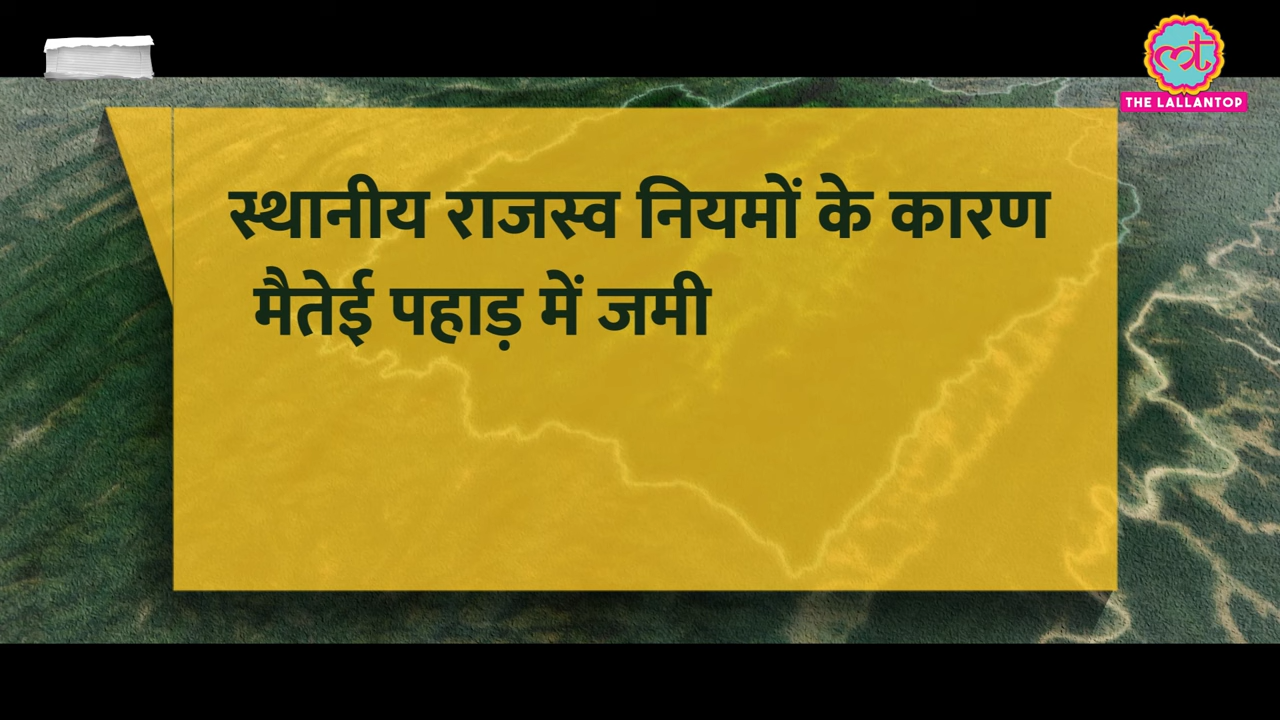 THE LALLANTOP
स्थानीय राजस्व नियमों के कारण
मैतेई पहाड़ में जमी